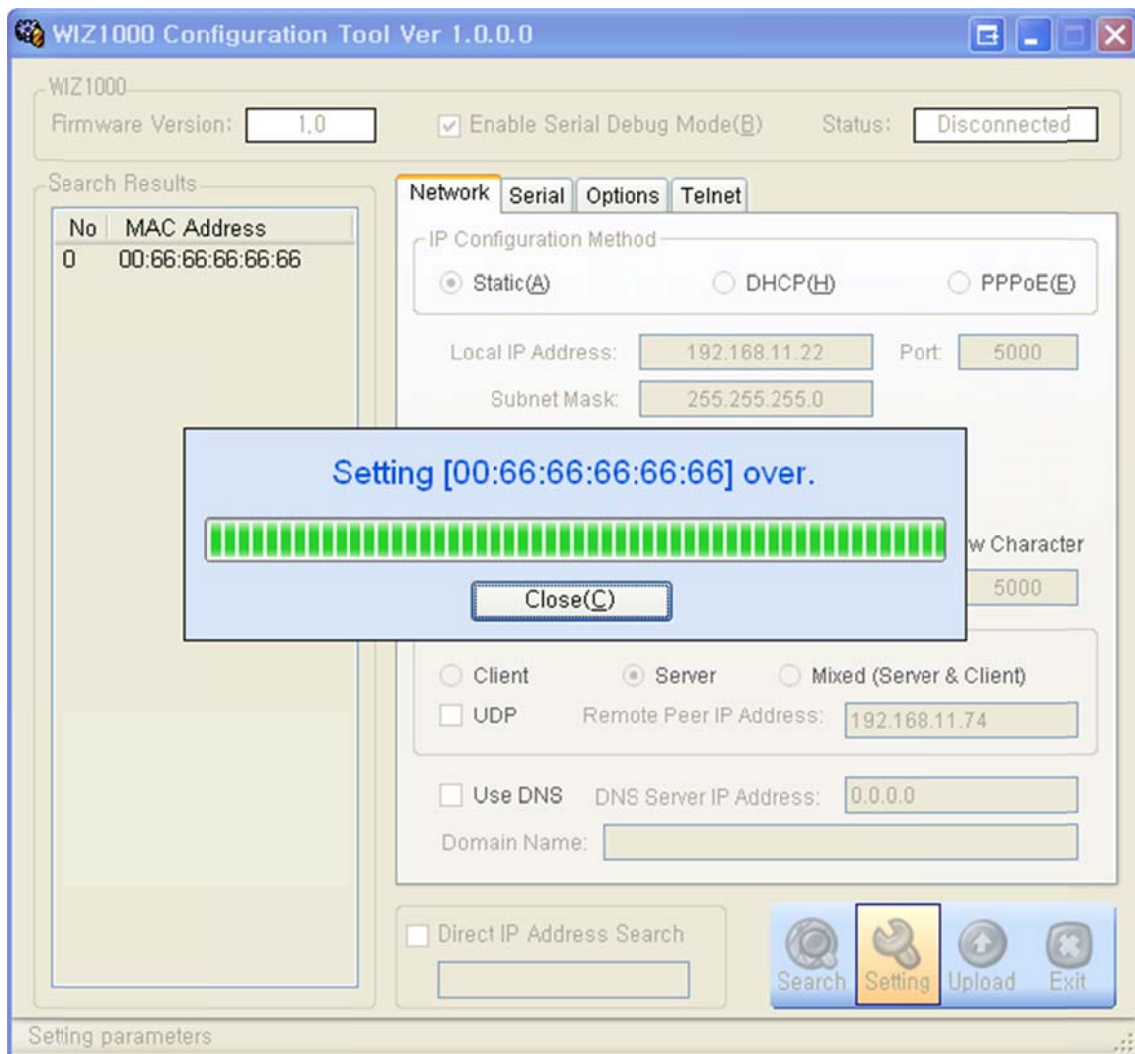 WIZ1000 Configuration Tool Ver 1.0.0.0
WIZ1000
Firmware Version: 1,0 Enable Serial Debug Mode(B) Status: Disconnected
Search Results
No MAC Address
0 00:66:66:66:66:66
Network Serial Options Telnet
IP Configuration Method
Static(A) DHCP(H) PPPoE(E)
Local IP Address: 192.168.11.22 Port: 5000
Subnet Mask: 255.255.255.0
Setting [00:66:66:66:66:66] over.
Close(C)
w Character
5000
Client Server Mixed (Server & Client)
UDP Remote Peer IP Address: 192.168.11.74
Use DNS DNS Server IP Address: 0.0.0.0
Domain Name:
Direct IP Address Search
Search Setting Upload Exit
Setting parameters